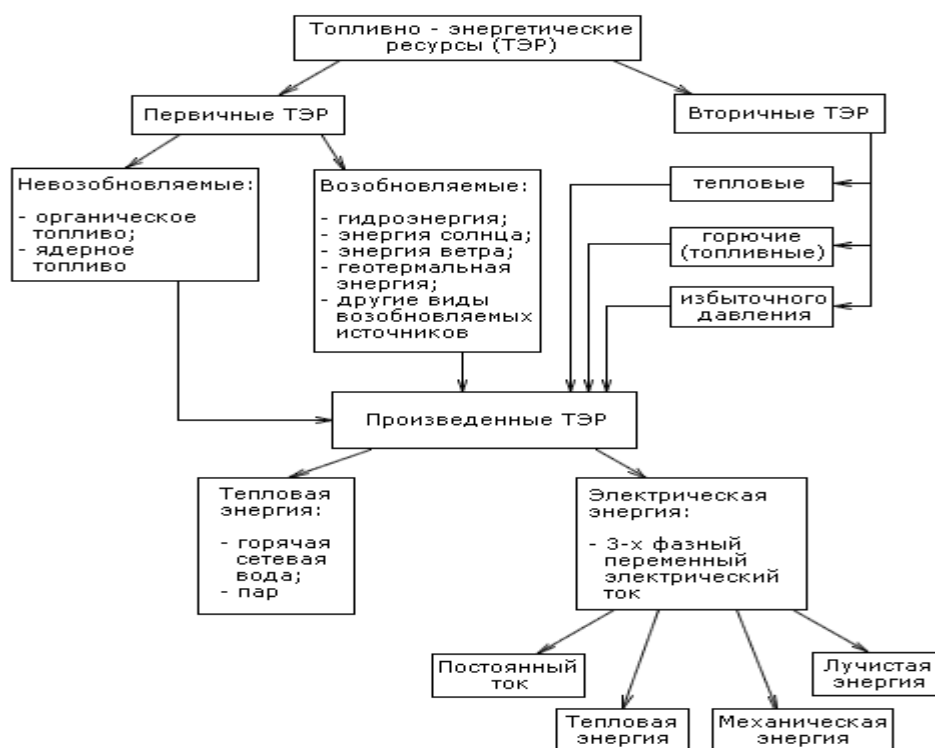 Топливно - энергетические
ресурсы (ТЭР)
Первичные ТЭР
Вторичные ТЭР
Невозобновляемые:
- органическое
топливо;
- ядерное
топливо
Возобновляемые:
- гидроэнергия;
- энергия солнца;
- энергия ветра;
- геотермальная
энергия;
- другие виды
возобновляемых
источников
тепловые
горючие
(топливные)
избыточного
давления
Произведенные ТЭР
Тепловая
энергия:
- горячая
сетевая
вода;
- пар
Электрическая
энергия:
- 3-х фазный
переменный
электрический
ток
Постоянный
ток
Тепловая
энергия
Механическая
энергия
Лучистая
энергия